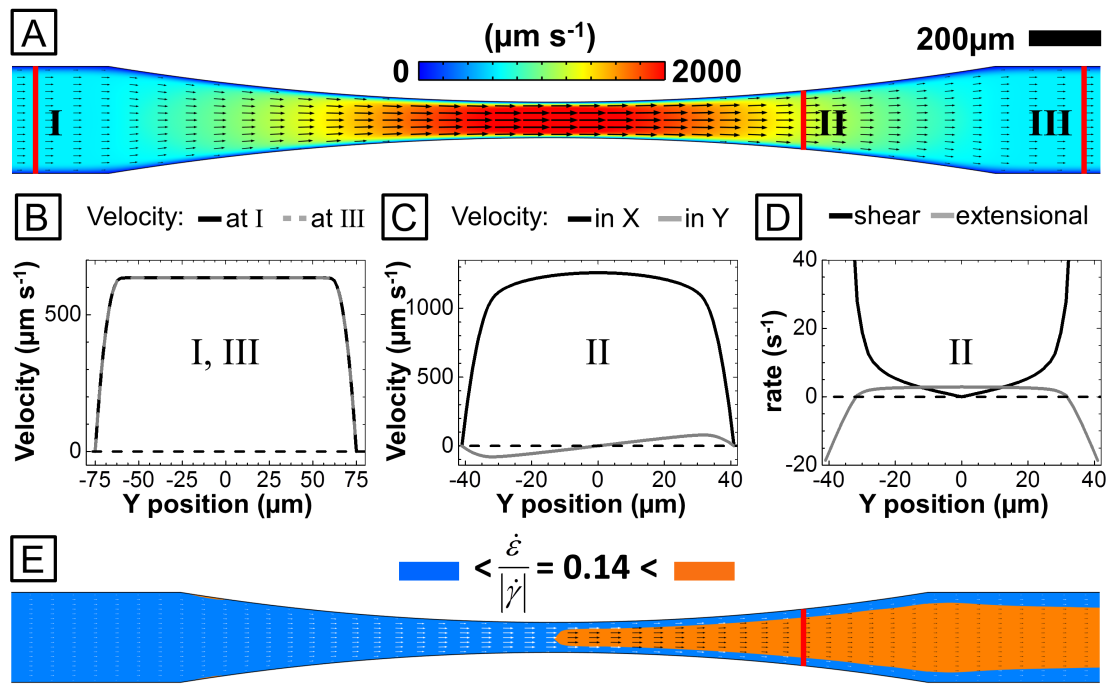 A
(µm s-1)
0 2000
200µm
I II III
B Velocity: at I at III
C Velocity: in X in Y
D shear extensional
Velocity (µm s-1)
500
0
I, III
-75 -50 -25 0 25 50 75
Y position (µm)
Velocity (µm s-1)
1000
500
0
II
-40 -20 0 20 40
Y position (µm)
rate (s-1)
40
20
0
-20
II
-40 -20 0 20 40
Y position (µm)
E
< ε̇/|γ̇| = 0.14 <